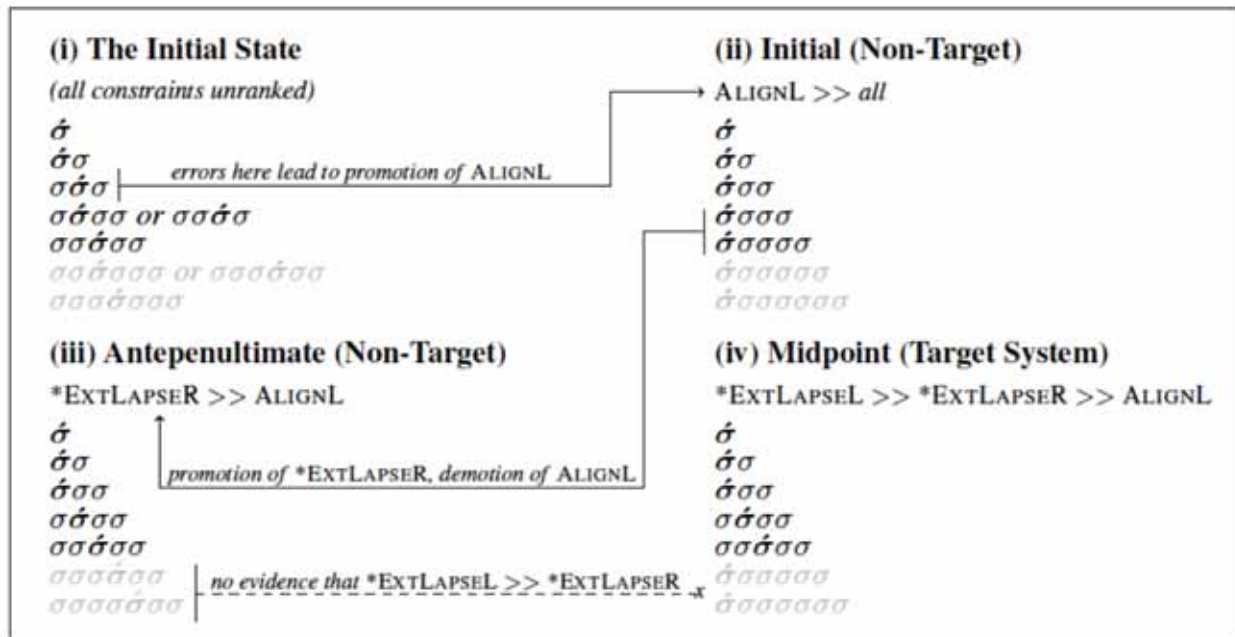 (i) The Initial State
(all constraints unranked)
σ́
σ́σ
σσ́σ
σσ́σσ or σσσ́σ
σσσ́σσ
σσσ́σσσ or σσσσ́σσ
σσσσ́σσσ
errors here lead to promotion of ALIGNL
(ii) Initial (Non-Target)
ALIGNL >> all
σ́
σ́σ
σ́σσ
σ́σσσ
σ́σσσσ
σ́σσσσσ
σ́σσσσσσ
(iii) Antepenultimate (Non-Target)
*EXTLAPSER >> ALIGNL
σ́
σ́σ
σ́σσ
σσ́σσ
σσσ́σσ
σσσσ́σσ
σσσσσ́σσ
promotion of *EXTLAPSER, demotion of ALIGNL
no evidence that *EXTLAPSEL >> *EXTLAPSER
x
(iv) Midpoint (Target System)
*EXTLAPSEL >> *EXTLAPSER >> ALIGNL
σ́
σ́σ
σ́σσ
σσ́σσ
σσσ́σσ
σ́σσσσσ
σ́σσσσσσ